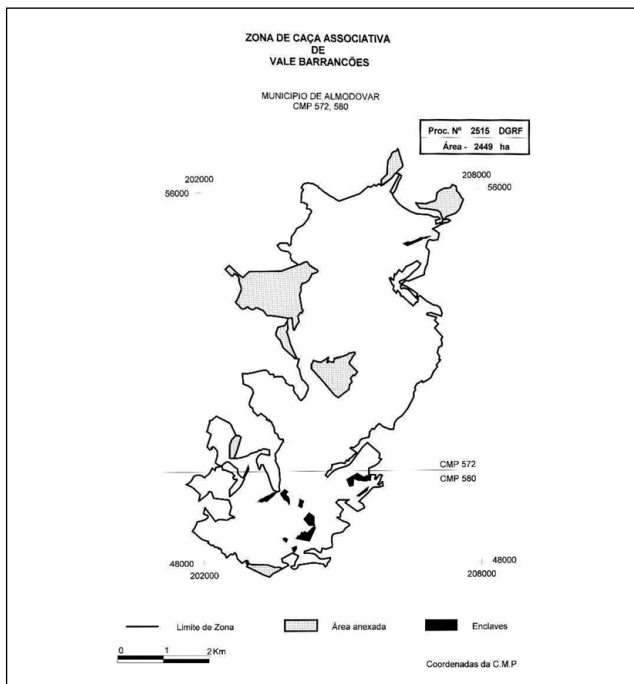 ZONA DE CAÇA ASSOCIATIVA
DE
VALE BARRANCÕES
MUNICIPIO DE ALMODOVAR
CMP 572, 580
Proc. Nº 2515 DGRF
Área - 2449 ha
202000
56000
208000
56000
CMP 572
CMP 580
48000
202000
48000
208000
Limite de Zona
Área anexada
Enclaves
0 1 2 Km
Coordenadas da C.M.P